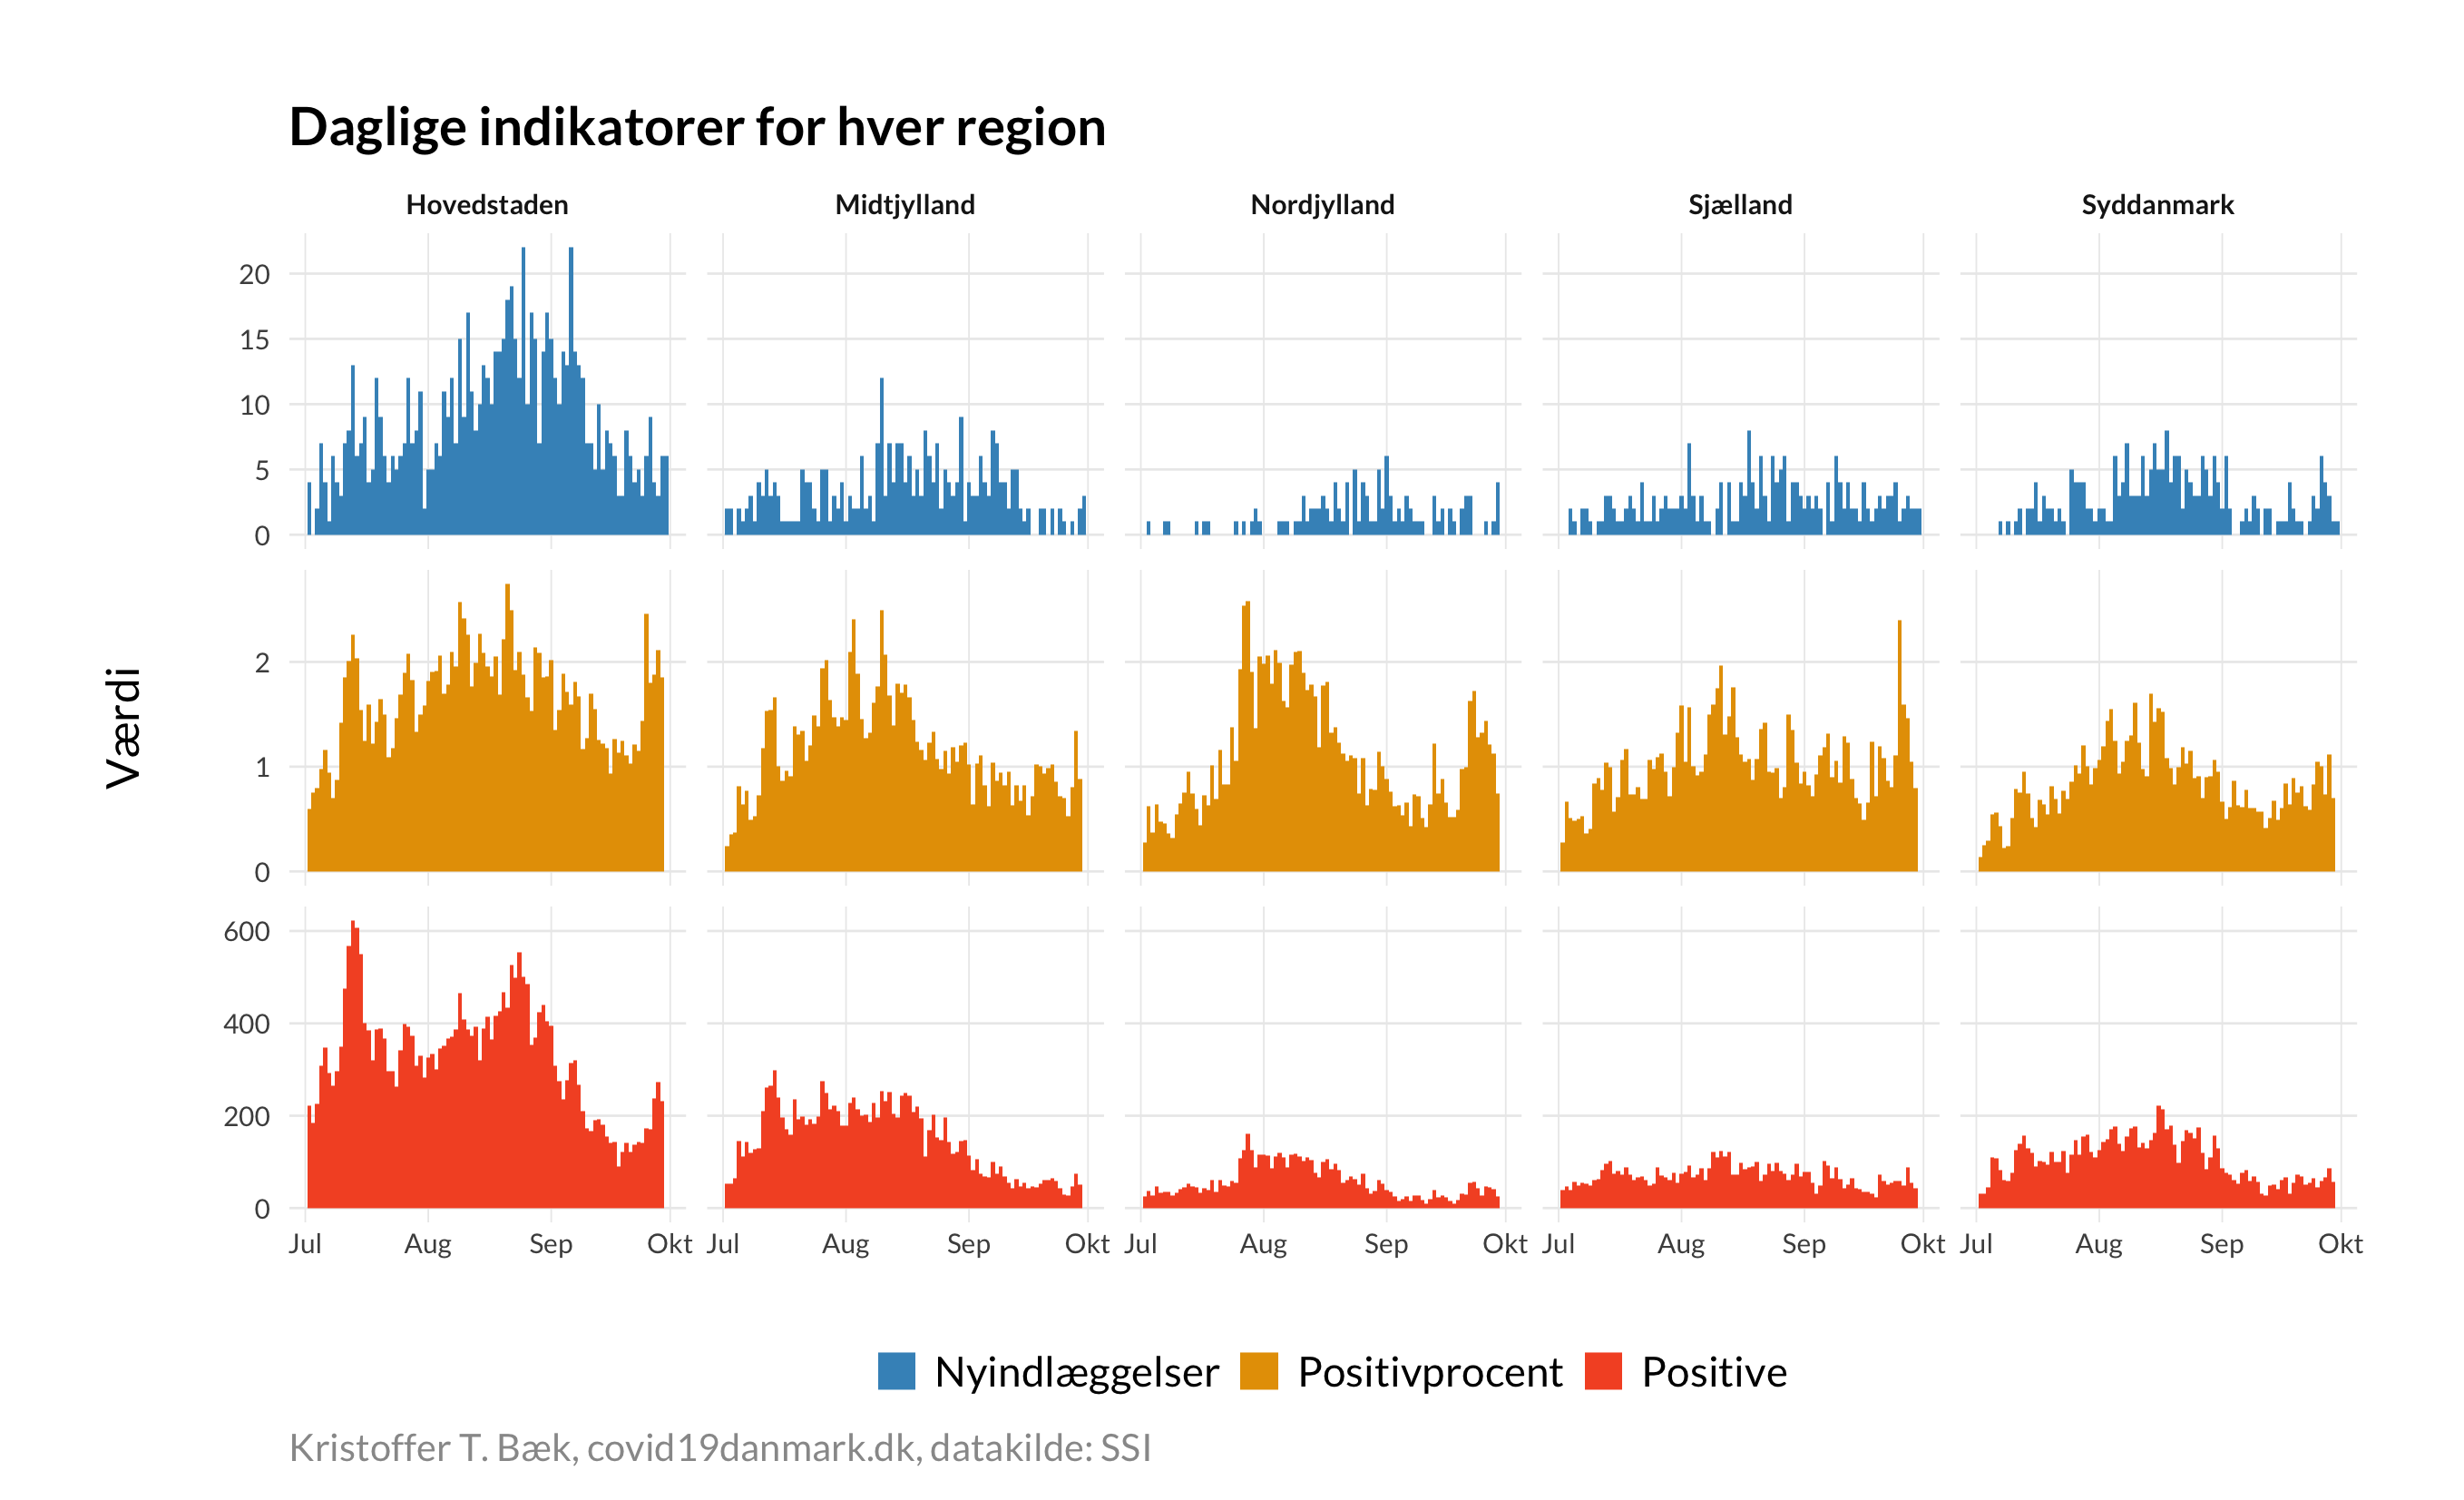 Daglige indikatorer for hver region
Hovedstaden Midtjylland Nordjylland Sjælland Syddanmark
20
15
10
5
0
Værdi
2
1
0
600
400
200
0
Jul Aug Sep Okt Jul Aug Sep Okt Jul Aug Sep Okt Jul Aug Sep Okt Jul Aug Sep Okt
Nyindlæggelser Positivprocent Positive
Kristoffer T. Bæk, covid19danmark.dk, datakilde: SSI